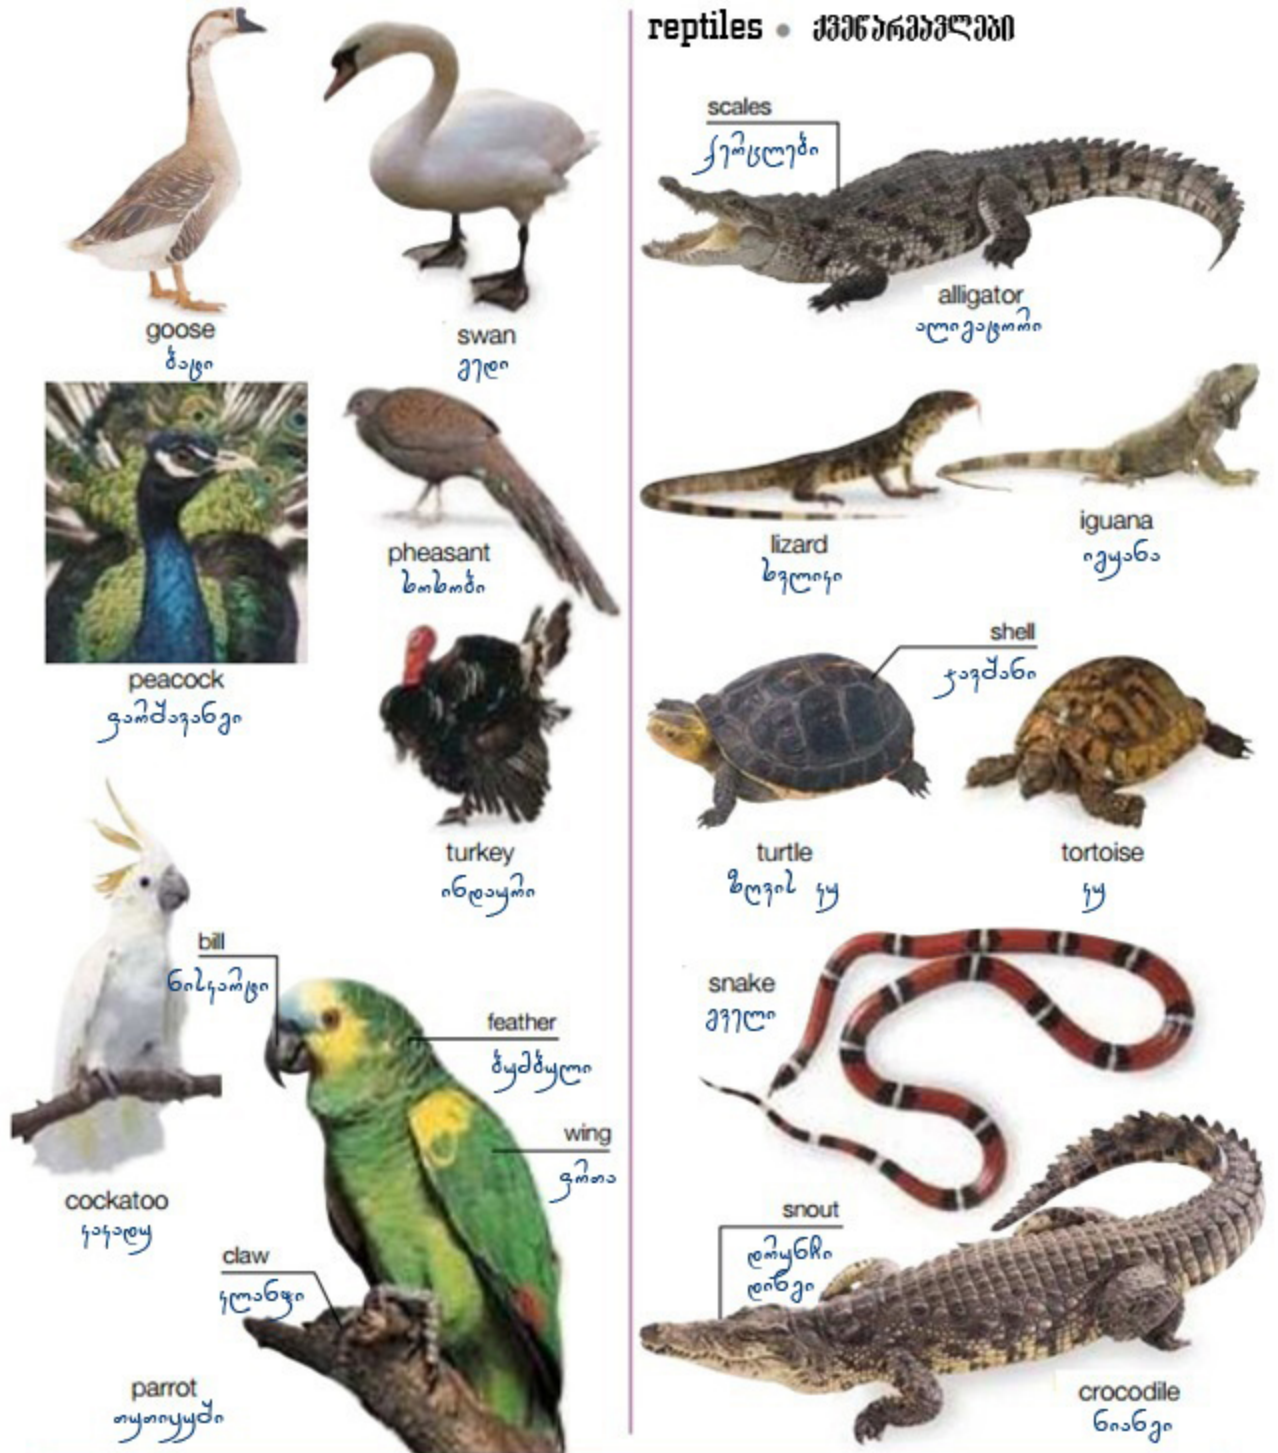 goose
ბატი
swan
გედი
peacock
ფარშავანგი
pheasant
ხოხობი
turkey
ინდაური
cockatoo
კაკადუ
bill
ნისკარტი
feather
ბუმბული
wing
ფრთა
claw
კლანჭი
parrot
თუთიყუში
reptiles • ქვეწარმავლები
scales
ქერცლები
alligator
ალიგატორი
lizard
ხვლიკი
iguana
იგუანა
shell
ჯავშანი
turtle
ზღვის კუ
tortoise
კუ
snake
გველი
snout
დრუნჩი
დინგი
crocodile
ნიანგი